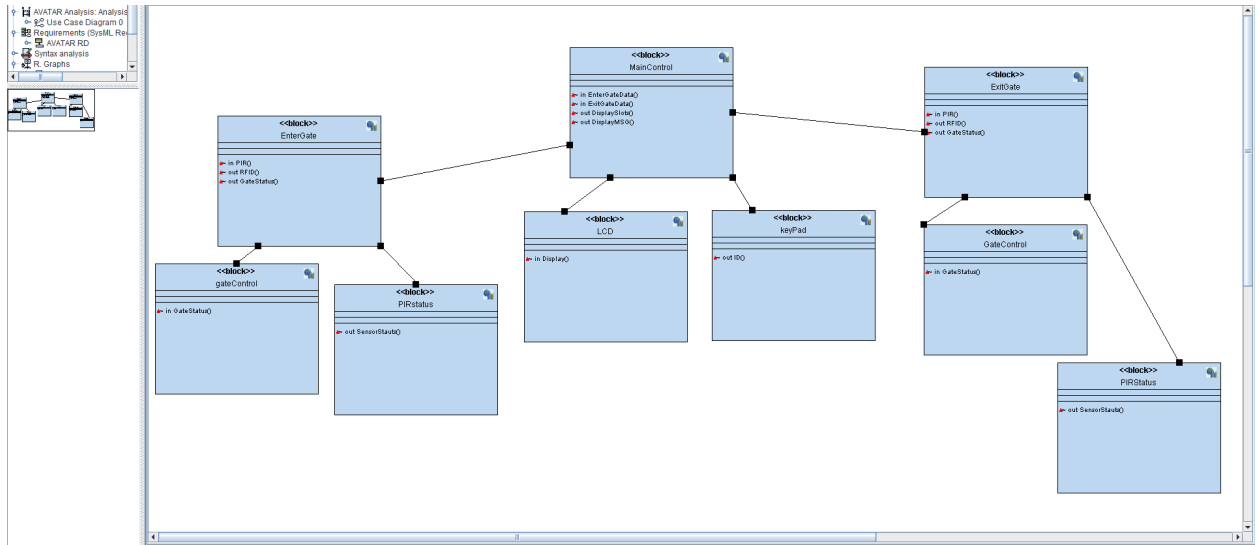 AVATAR Analysis: Analysis
Use Case Diagram 0
Requirements (SysML Req
AVATAR RD
Syntax analysis
R. Graphs
<<block>>
MainControl
in EnterGateData()
in ExitGateData()
out DisplaySlots()
out DisplayMSG()
<<block>>
ExitGate
in PIR()
out RFID()
out GateStatus()
<<block>>
EnterGate
in PIR()
out RFID()
out GateStatus()
<<block>>
LCD
in Display()
<<block>>
keyPad
out ID()
<<block>>
GateControl
in GateStatus()
<<block>>
gateControl
in GateStatus()
<<block>>
PIRstatus
out SensorStauts()
<<block>>
PIRStatus
out SensorStauts()